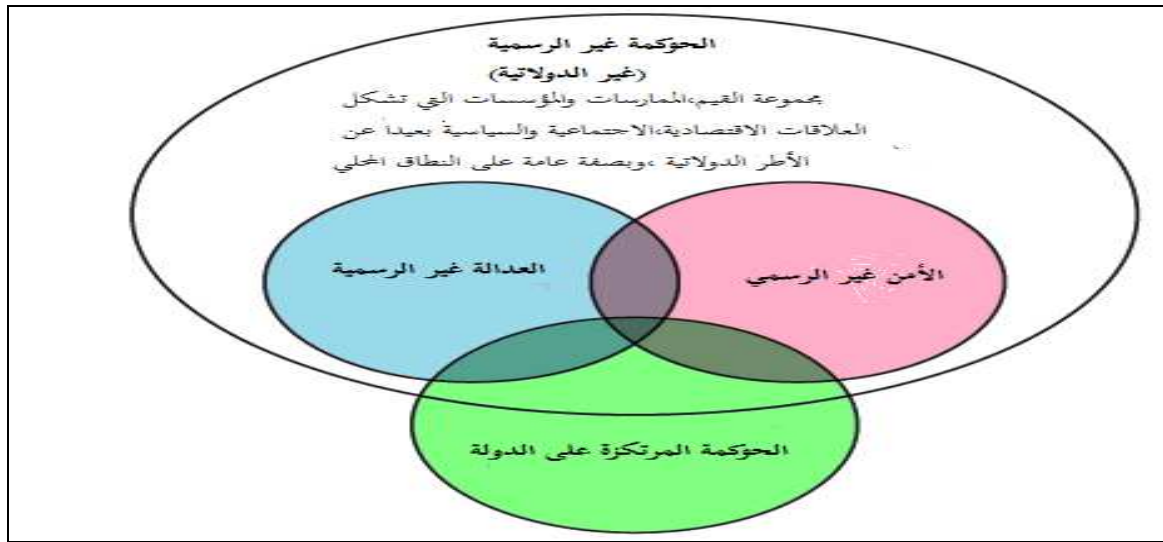 الحوكمة غير الرسمية
(غير الدولاتية)
مجموعة القيم،الممارسات والمؤسسات التي تشكل
العلاقات الاقتصادية،الاجتماعية والسياسية بعيداً عن
الأطر الدولاتية ،وبصفة عامة على النطاق المحلي
الأمن غير الرسمي
العدالة غير الرسمية
الحوكمة المرتكزة على الدولة